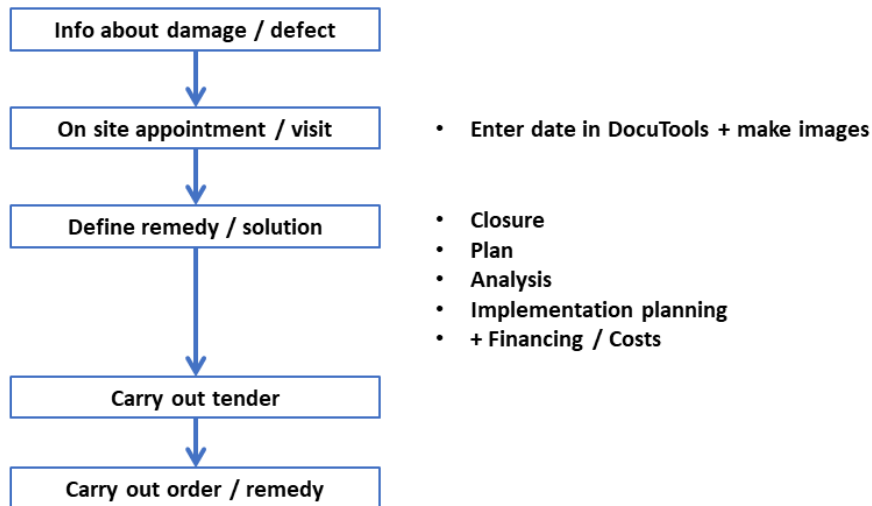 Info about damage / defect
On site appointment / visit
• Enter date in DocuTools + make images
Define remedy / solution
• Closure
• Plan
• Analysis
• Implementation planning
• + Financing / Costs
Carry out tender
Carry out order / remedy